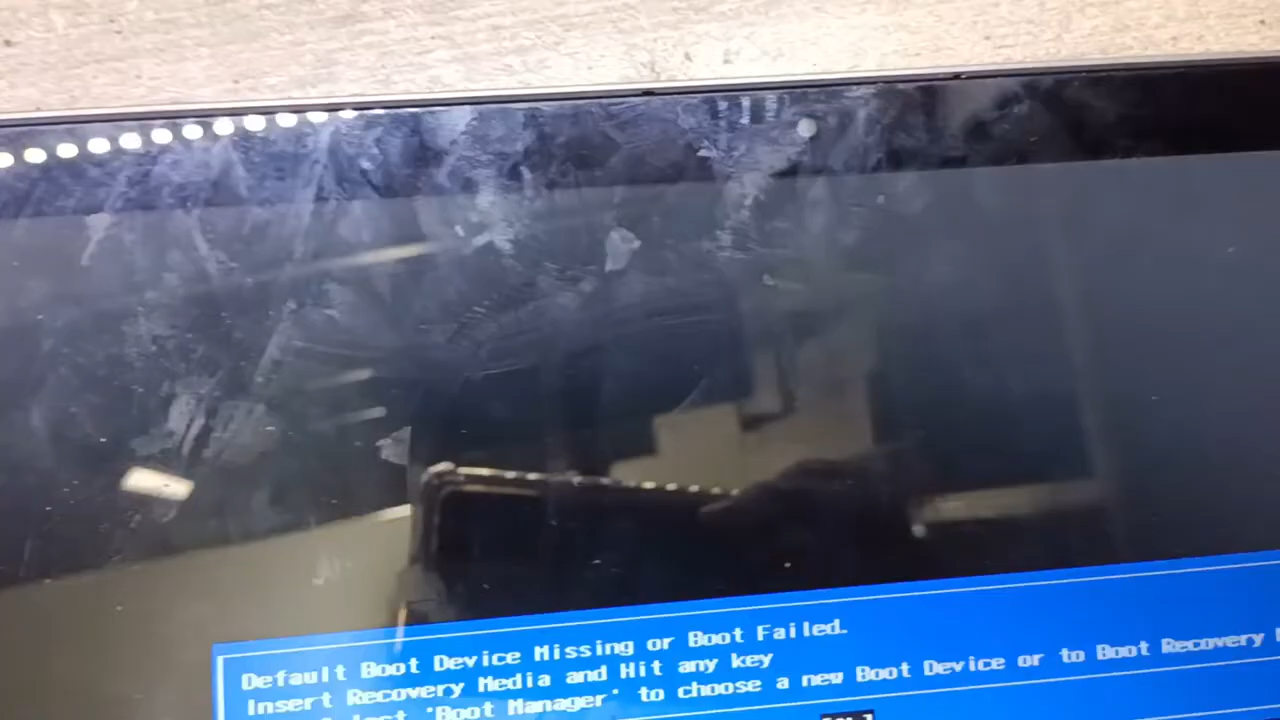 Default Boot Device Missing or Boot Failed.
Insert Recovery Media and Hit any key
'Boot Manager' to choose a new Boot Device or to Boot Recovery